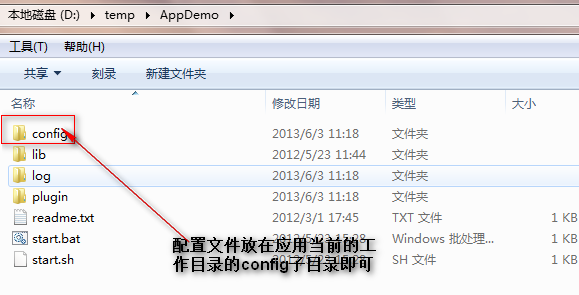 本地磁盘 (D:) ▸ temp ▸ AppDemo ▸
工具(T) 帮助(H)
共享 刻录 新建文件夹
名称 修改日期 类型 大小
config 2013/6/3 11:18 文件夹
lib 2012/5/23 11:44 文件夹
log 2013/6/3 11:18 文件夹
plugin 2013/6/3 11:18 文件夹
readme.txt 2012/3/1 17:45 TXT 文件 1 KB
start.bat Windows 批处理... 1 KB
start.sh SH 文件 1 KB
配置文件放在应用当前的工
作目录的config子目录即可